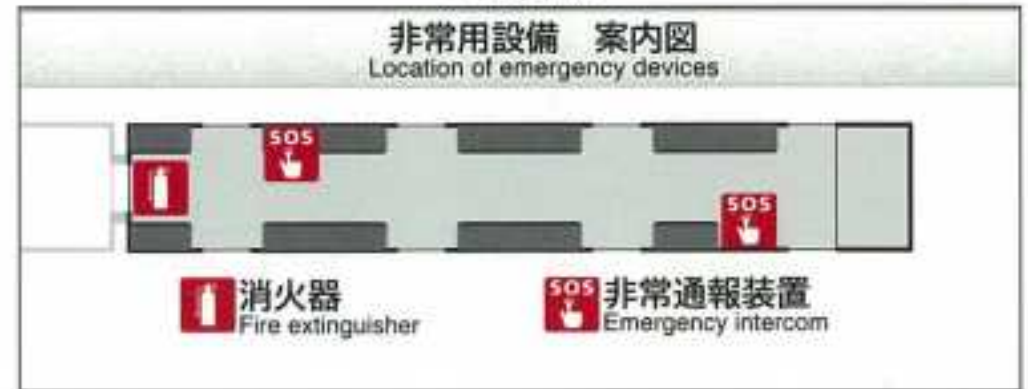 非常用設備 案内図
Location of emergency devices
SOS
SOS
消火器
Fire extinguisher
SOS
非常通報装置
Emergency intercom